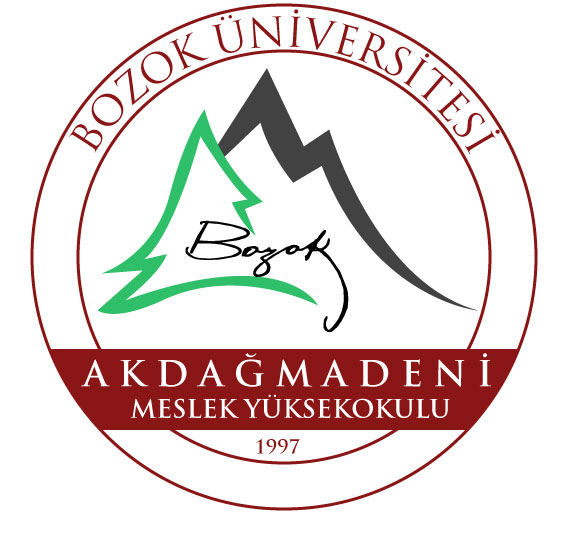 BOZOK ÜNİVERSİTESİ
Bozok
AKDAĞMADENİ
MESLEK YÜKSEKOKULU
1997